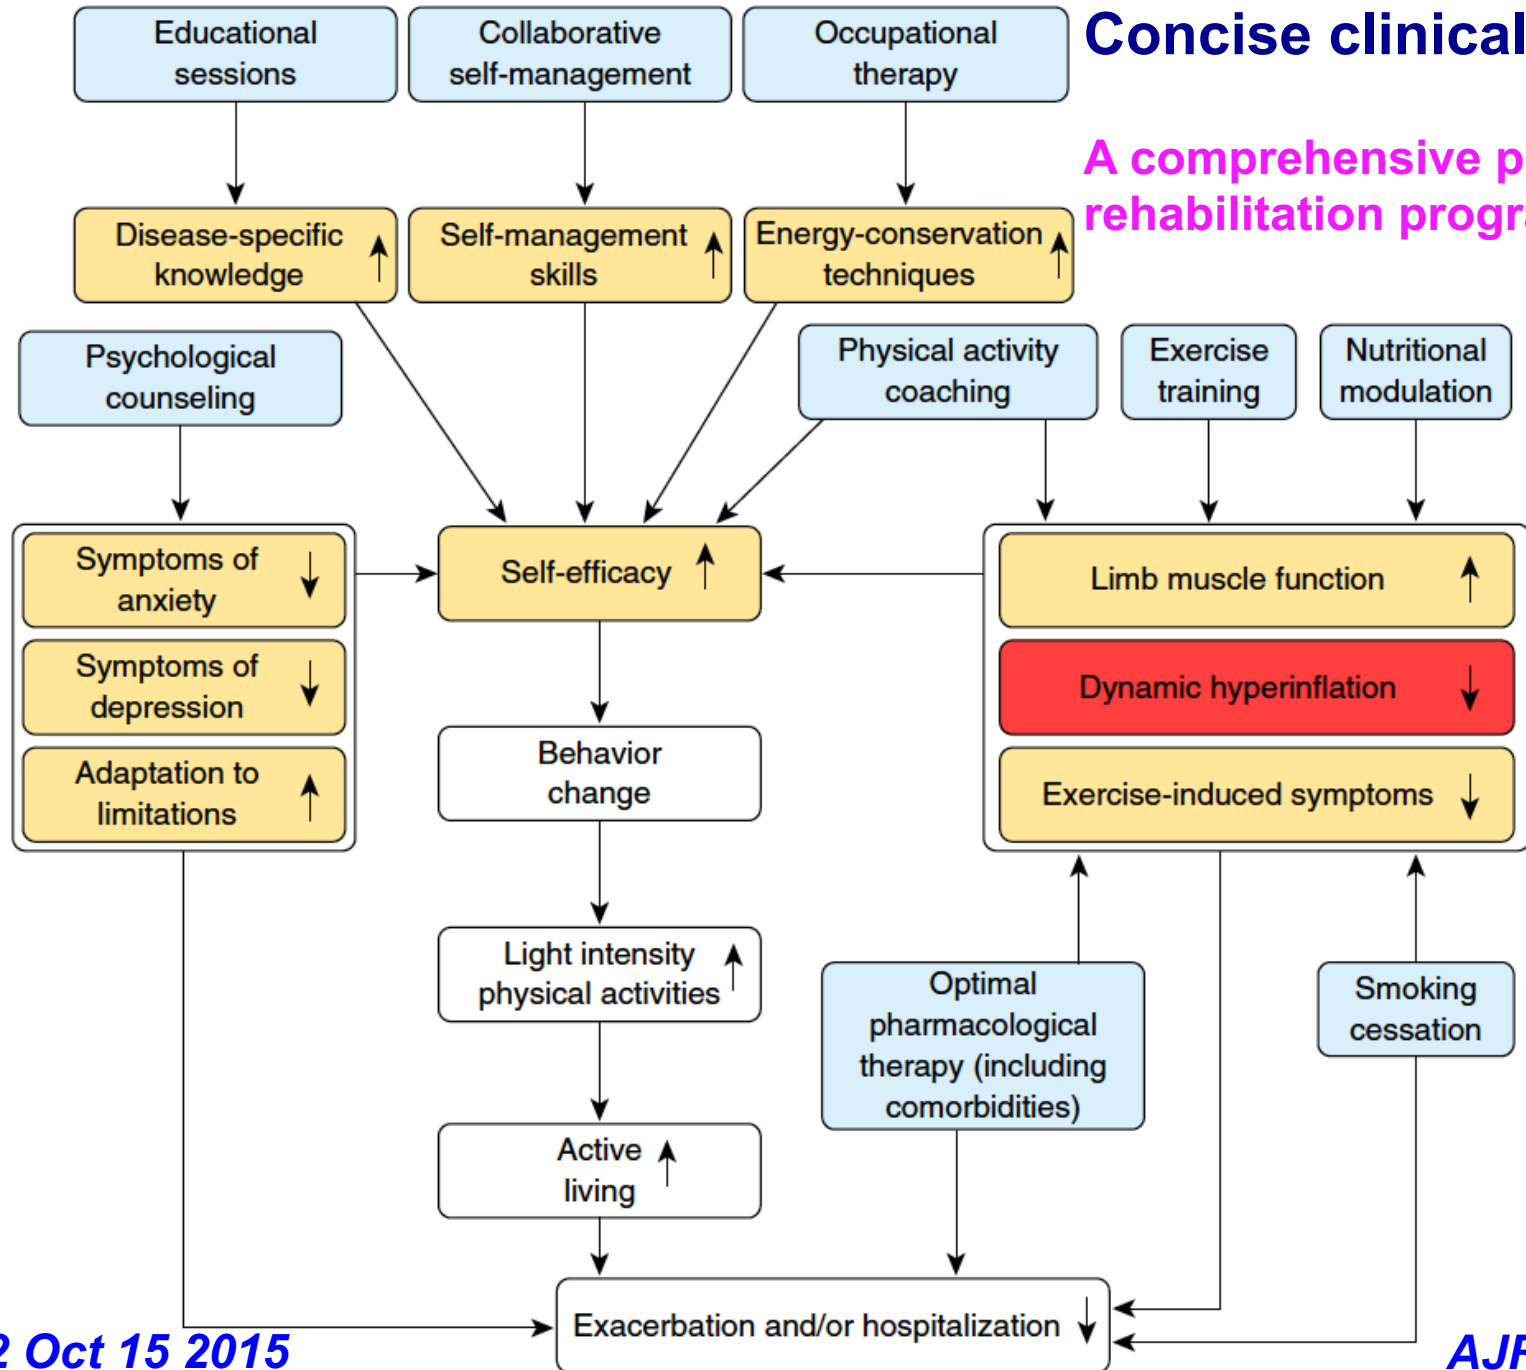 Educational
sessions
Collaborative
self-management
Occupational
therapy
Concise clinical
A comprehensive p
rehabilitation progra
Disease-specific
knowledge
Self-management
skills
Energy-conservation
techniques
Psychological
counseling
Physical activity
coaching
Exercise
training
Nutritional
modulation
Symptoms of
anxiety
Symptoms of
depression
Adaptation to
limitations
Self-efficacy
Limb muscle function
Dynamic hyperinflation
Exercise-induced symptoms
Behavior
change
Light intensity
physical activities
Optimal
pharmacological
therapy (including
comorbidities)
Smoking
cessation
Active
living
Exacerbation and/or hospitalization
2 Oct 15 2015
AJR